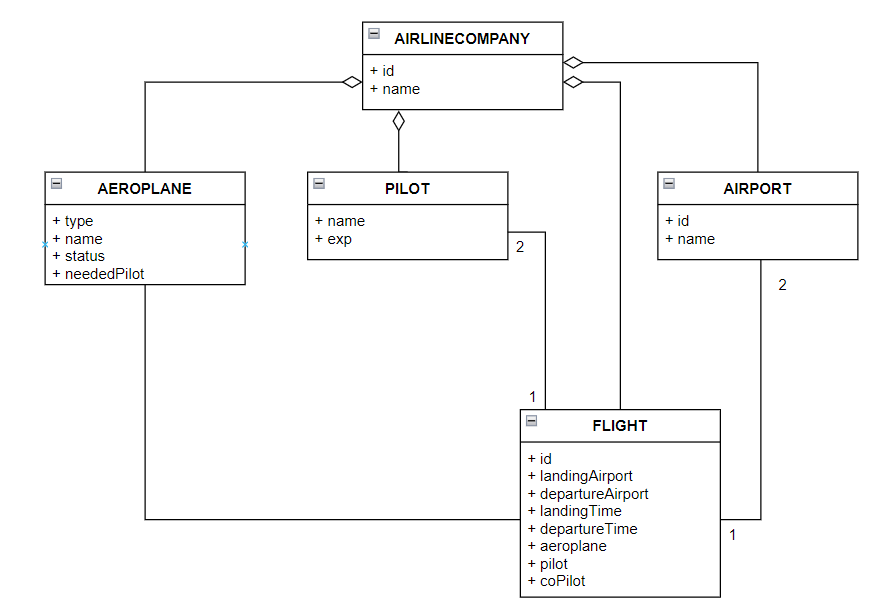 AIRLINECOMPANY
+ id
+ name
AEROPLANE
+ type
+ name
+ status
+ neededPilot
PILOT
+ name
+ exp
2
AIRPORT
+ id
+ name
2
1
FLIGHT
+ id
+ landingAirport
+ departureAirport
+ landingTime
+ departureTime
+ aeroplane
+ pilot
+ coPilot
1